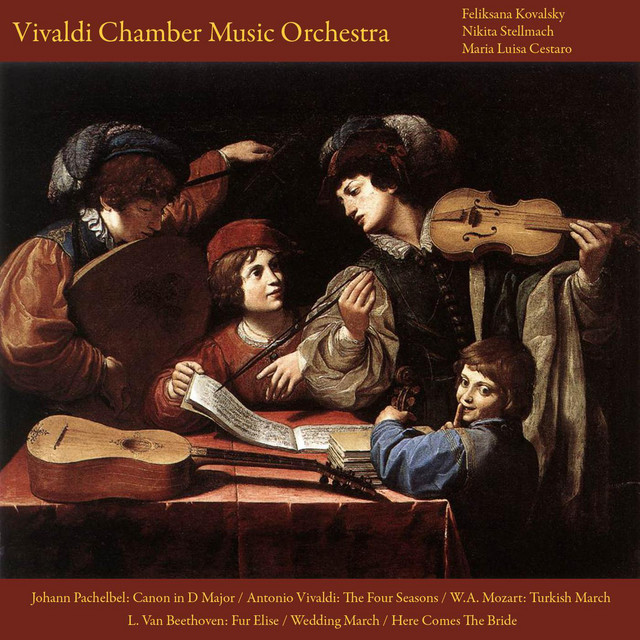 Vivaldi Chamber Music Orchestra
Feliksana Kovalsky
Nikita Stellmach
Maria Luisa Cestaro
Johann Pachelbel: Canon in D Major / Antonio Vivaldi: The Four Seasons / W.A. Mozart: Turkish March
L. Van Beethoven: Fur Elise / Wedding March / Here Comes The Bride